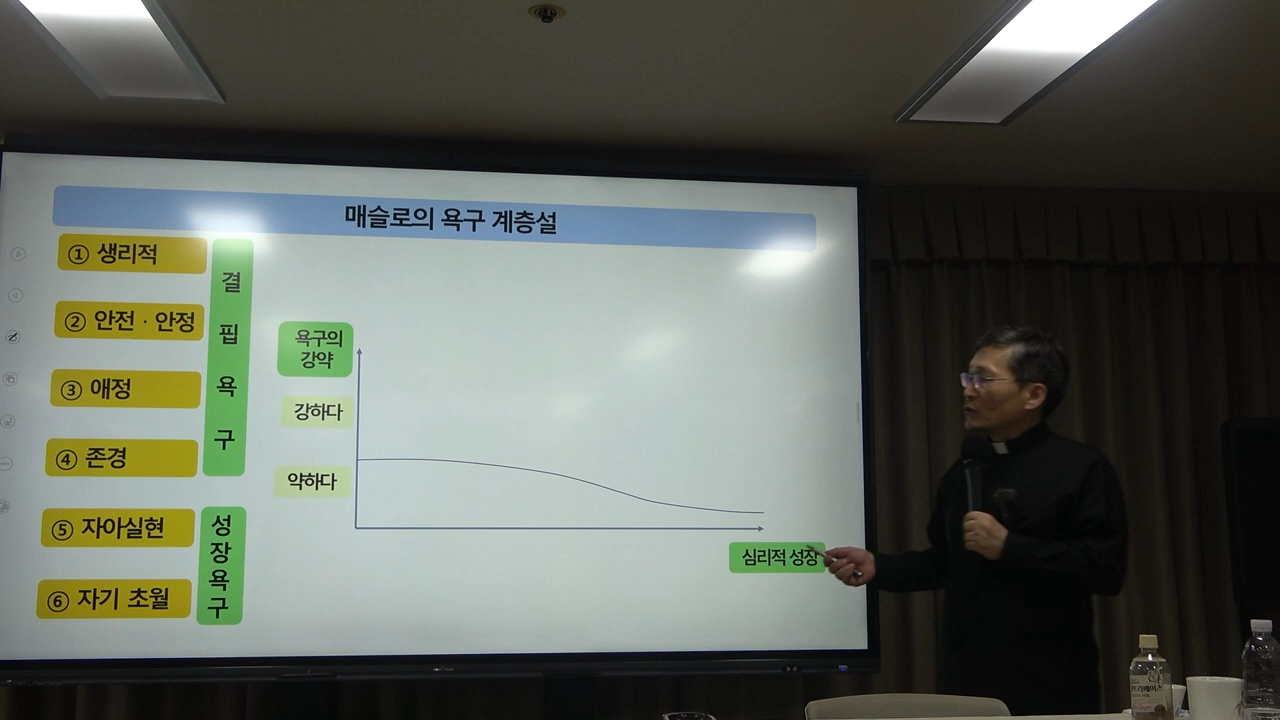 매슬로의 욕구 계층설
① 생리적
② 안전 · 안정
③ 애정
④ 존경
⑤ 자아실현
⑥ 자기 초월
결
핍
욕
구
성
장
욕
구
욕구의
강약
강하다
약하다
심리적 성장